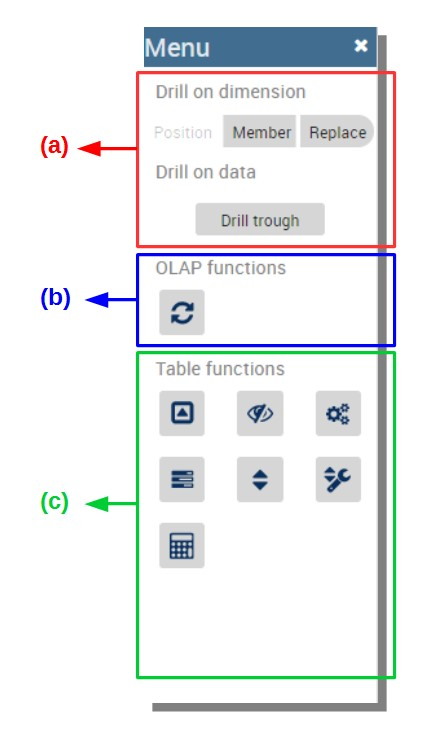 Menu ×
Drill on dimension
(a)
Position Member Replace
Drill on data
Drill trough
OLAP functions
(b)
Table functions
(c)